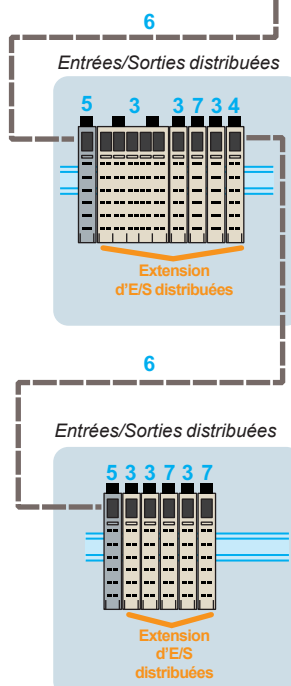 6
Entrées/Sorties distribuées
5 3 3 7 3 4
Extension
d'E/S distribuées
6
Entrées/Sorties distribuées
5 3 3 7 3 7
Extension
d'E/S
distribuées